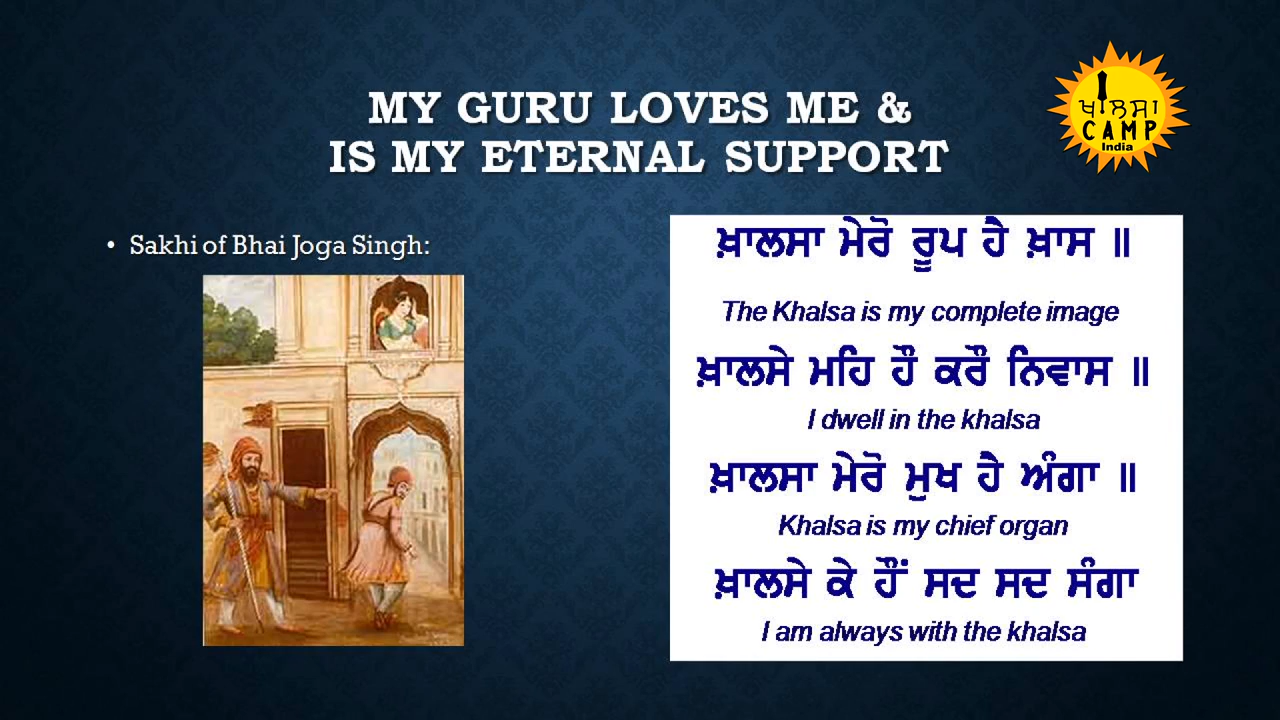 MY GURU LOVES ME &
IS MY ETERNAL SUPPORT
ਖਾਲਸਾ
CAMP
India
• Sakhi of Bhai Joga Singh:
ਖ਼ਾਲਸਾ ਮੇਰੋ ਰੂਪ ਹੈ ਖ਼ਾਸ ॥
The Khalsa is my complete image
ਖ਼ਾਲਸੇ ਮਹਿ ਹੌ ਕਰੌ ਨਿਵਾਸ ॥
I dwell in the khalsa
ਖ਼ਾਲਸਾ ਮੇਰੋ ਮੁਖ ਹੈ ਅੰਗਾ ॥
Khalsa is my chief organ
ਖ਼ਾਲਸੇ ਕੇ ਹੌਂ ਸਦ ਸਦ ਸੰਗਾ
I am always with the khalsa